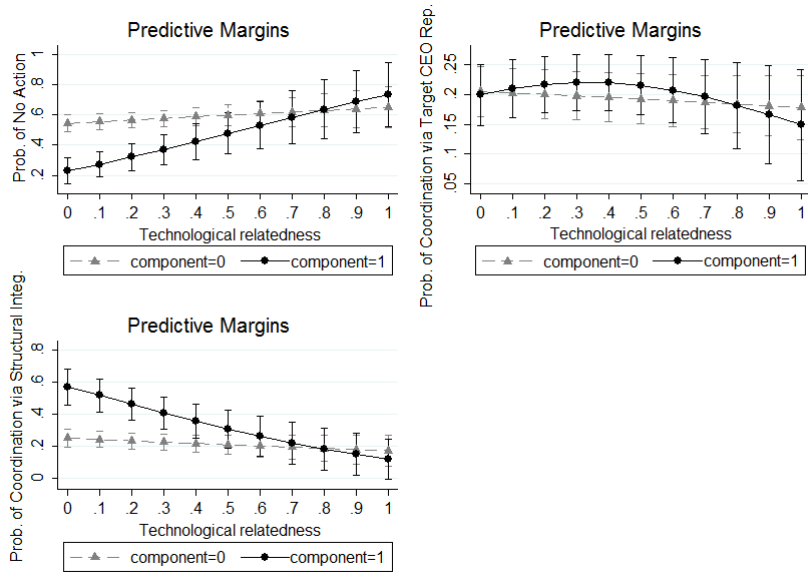 Predictive Margins
Prob. of No Action
1
.8
.6
.4
.2
0 .1 .2 .3 .4 .5 .6 .7 .8 .9 1
Technological relatedness
component=0 component=1
Predictive Margins
Prob. of Coordination via Target CEO Rep.
.25
.2
.15
.1
.05
0 .1 .2 .3 .4 .5 .6 .7 .8 .9 1
Technological relatedness
component=0 component=1
Predictive Margins
Prob. of Coordination via Structural Integ.
.8
.6
.4
.2
0
0 .1 .2 .3 .4 .5 .6 .7 .8 .9 1
Technological relatedness
component=0 component=1